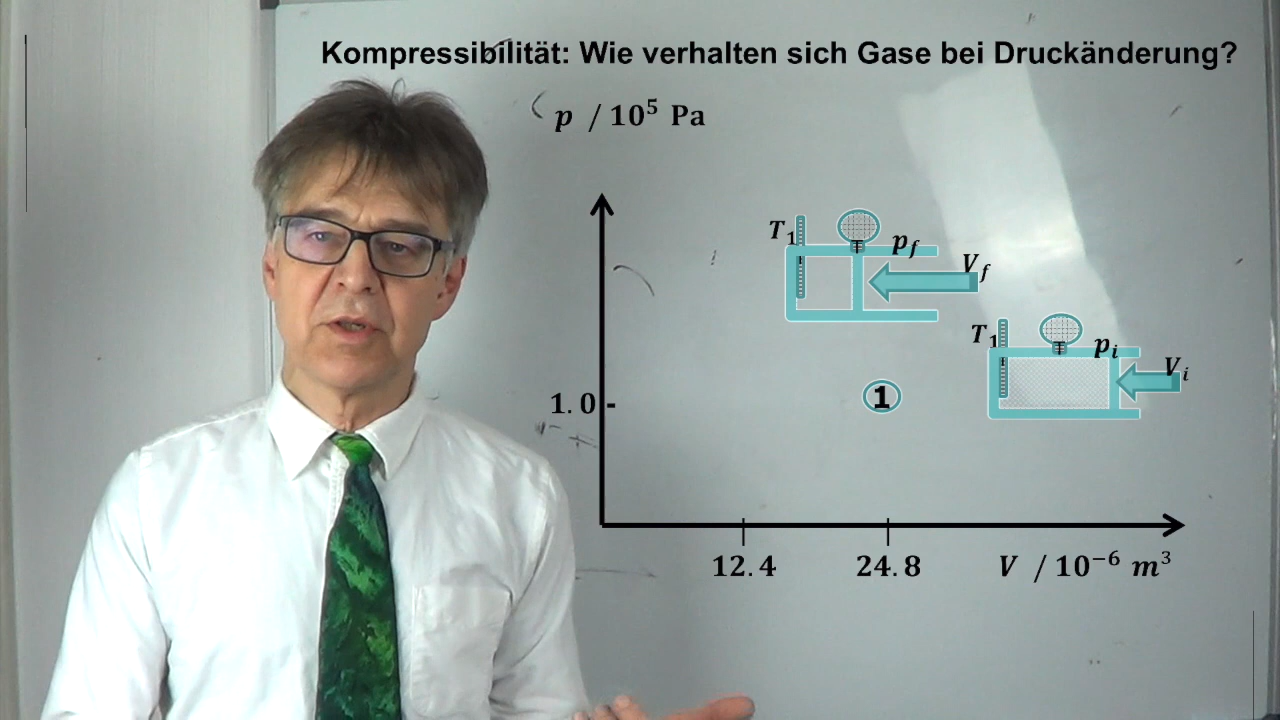 Kompressibilität: Wie verhalten sich Gase bei Druckänderung?
p / 10⁵ Pa
T₁
p_f
V_f
T₁
p_i
V_i
1.0
1
12.4
24.8
V / 10⁻⁶ m³